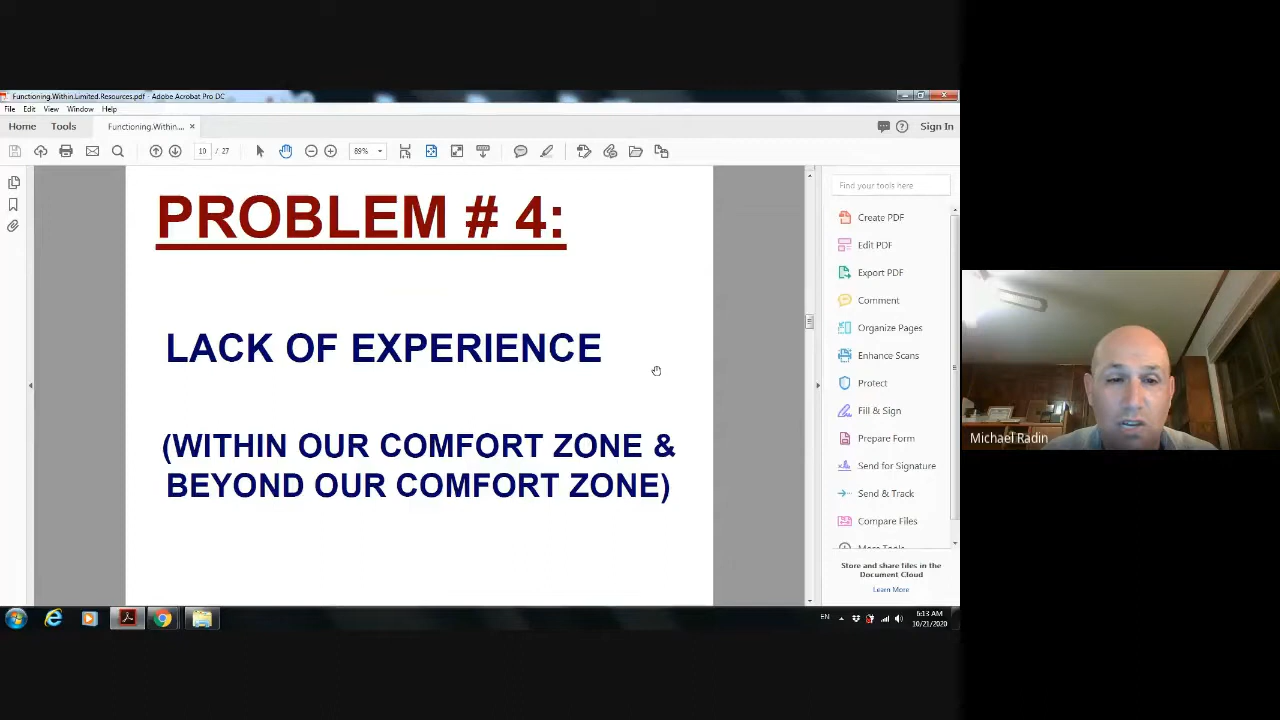 Functioning.Within.Limited.Resources.pdf - Adobe Acrobat Pro DC
File Edit View Window Help
Home Tools Functioning.Within.... × Sign In
10 / 27 89%
PROBLEM # 4:
LACK OF EXPERIENCE
(WITHIN OUR COMFORT ZONE &
BEYOND OUR COMFORT ZONE)
Find your tools here
Create PDF
Edit PDF
Export PDF
Comment
Organize Pages
Enhance Scans
Protect
Fill & Sign
Prepare Form
Send for Signature
Send & Track
Compare Files
More Tools
Store and share files in the
Document Cloud
Learn More
Michael Radin
EN
6:13 AM
10/21/2020